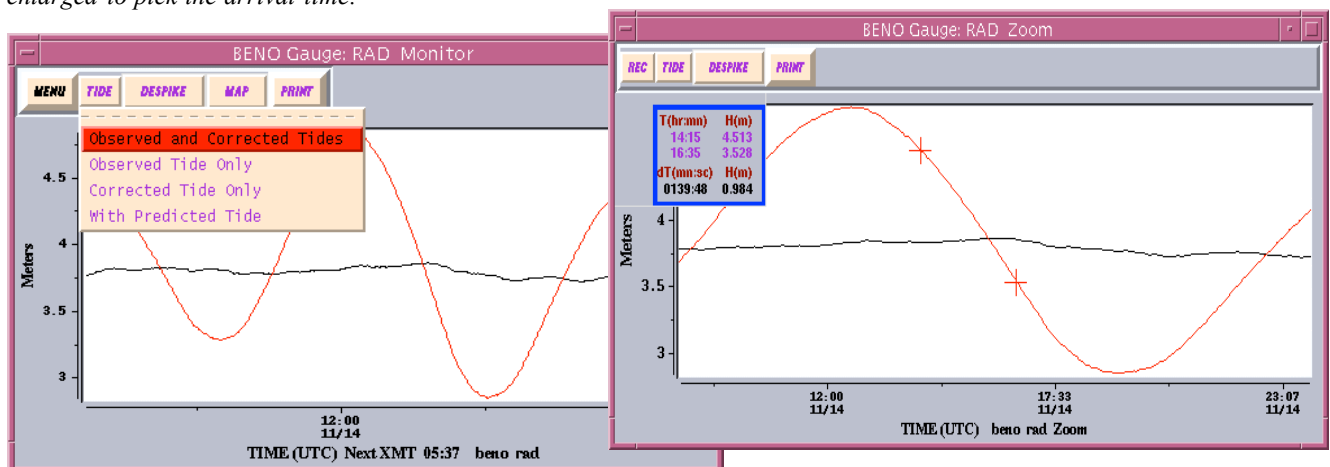 enlarged to pick the arrival time.
BENO Gauge: RAD Monitor
MENU TIDE DESPIKE MAP PRINT
Observed and Corrected Tides
Observed Tide Only
Corrected Tide Only
With Predicted Tide
4.5
4
3.5
3
Meters
12:00
11/14
TIME (UTC) Next XMT 05:37 beno rad
BENO Gauge: RAD Zoom
REC TIDE DESPIKE PRINT
T(hr:mn) H(m)
14:15 4.513
16:35 3.528
dT(mn:sc) H(m)
0139:48 0.984
4
3.5
3
Meters
12:00 17:33 23:07
11/14 11/14 11/14
TIME (UTC) beno rad Zoom